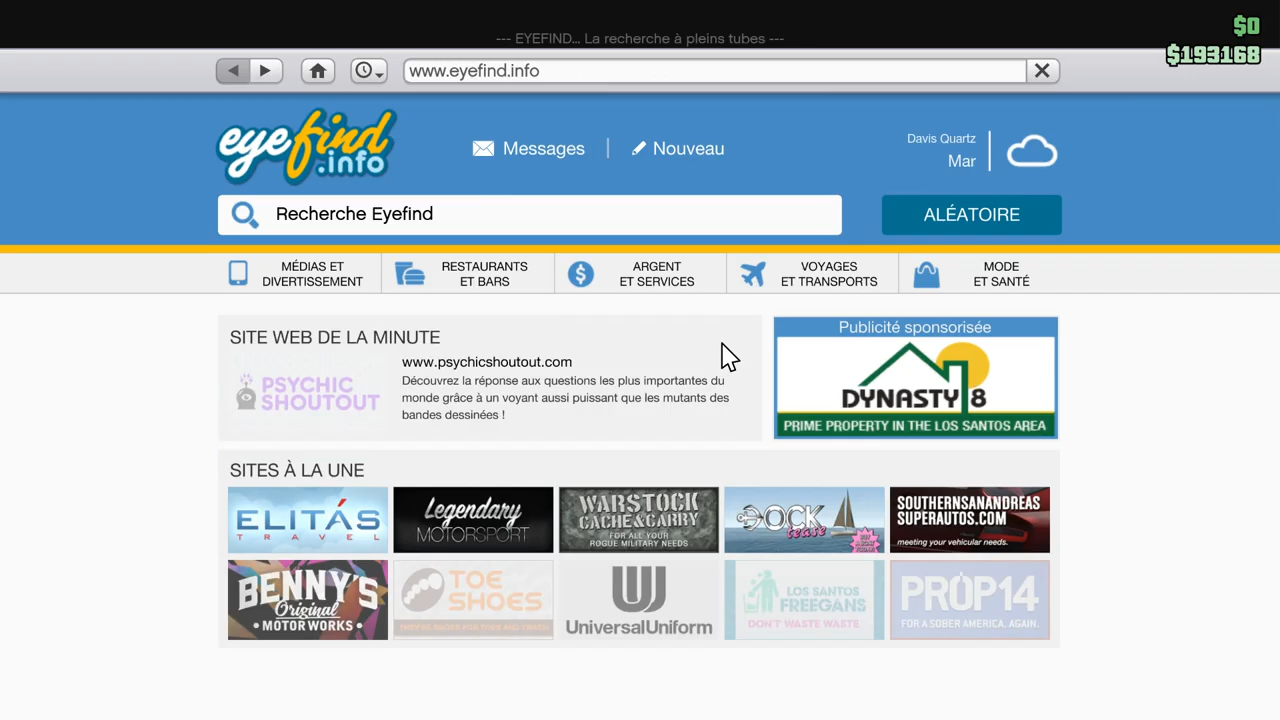 $0
--- EYEFIND... La recherche à pleins tubes ---
$193168
www.eyefind.info
eyefind
.info
Messages
Nouveau
Davis Quartz
Mar
Recherche Eyefind
ALÉATOIRE
MÉDIAS ET
DIVERTISSEMENT
RESTAURANTS
ET BARS
ARGENT
ET SERVICES
VOYAGES
ET TRANSPORTS
MODE
ET SANTÉ
SITE WEB DE LA MINUTE
PSYCHIC
SHOUTOUT
www.psychicshoutout.com
Découvrez la réponse aux questions les plus importantes du
monde grâce à un voyant aussi puissant que les mutants des
bandes dessinées !
Publicité sponsorisée
DYNASTY 8
PRIME PROPERTY IN THE LOS SANTOS AREA
SITES À LA UNE
ELITÁS
TRAVEL
Legendary
MOTORSPORT
WARSTOCK
CACHE&CARRY
FOR ALL YOUR
ROGUE MILITARY NEEDS
DOCK
tease
SOUTHERNSANANDREAS
SUPERAUTOS.COM
meeting your vehicular needs.
BENNY'S
Original
• MOTOR WORKS •
TOE
SHOES
UniversalUniform
LOS SANTOS
FREEGANS
DON'T WASTE WASTE
PROP14
FOR A SOBER AMERICA. AGAIN.